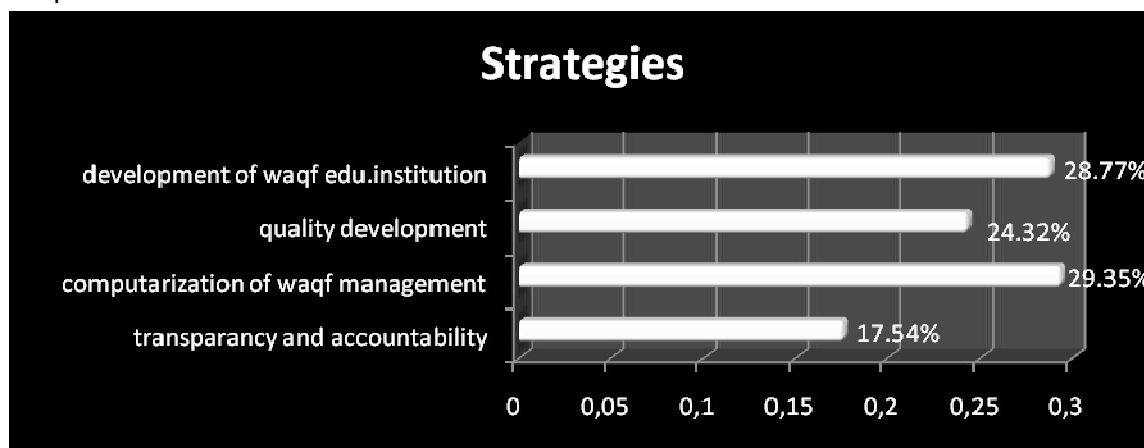 Strategies
development of waqf edu.institution
28.77%
quality development
24.32%
computarization of waqf management
29.35%
transparancy and accountability
17.54%
0 0,05 0,1 0,15 0,2 0,25 0,3